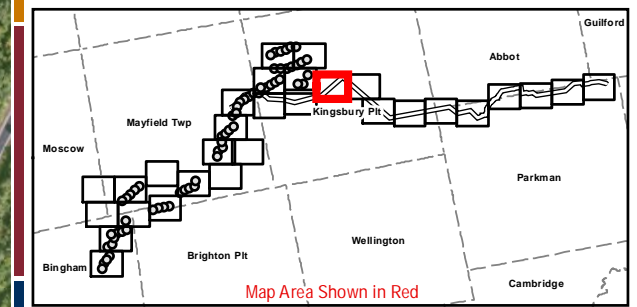 Guilford
Abbot
Kingsbury Plt
Mayfield Twp
Moscow
Parkman
Wellington
Brighton Plt
Bingham
Cambridge
Map Area Shown in Red